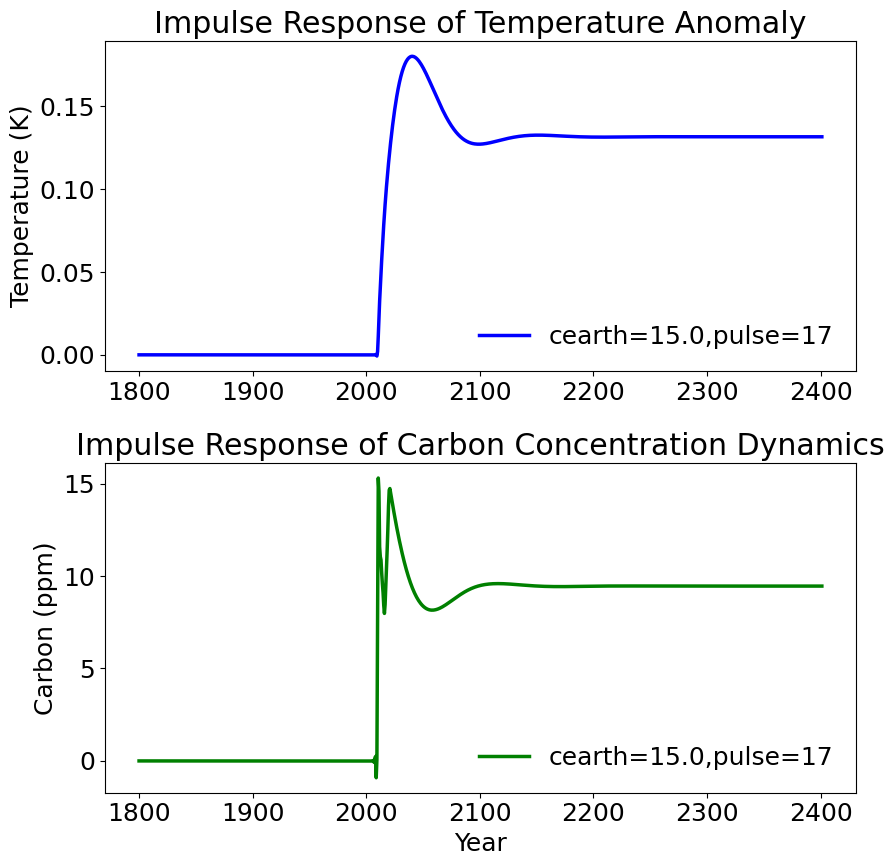 Impulse Response of Temperature Anomaly
Temperature (K)
0.15
0.10
0.05
0.00
cearth=15.0,pulse=17
1800 1900 2000 2100 2200 2300 2400
Impulse Response of Carbon Concentration Dynamics
Carbon (ppm)
15
10
5
0
cearth=15.0,pulse=17
1800 1900 2000 2100 2200 2300 2400
Year